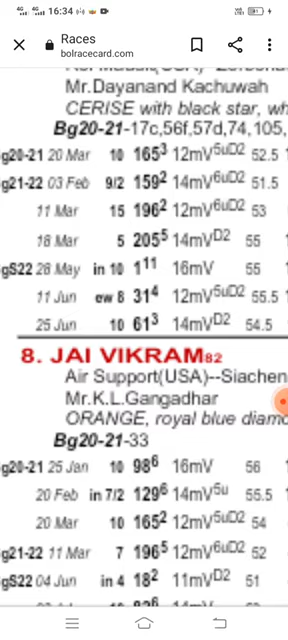 4G 4G 16:34
Races
bolracecard.com
Mr.Dayanand Kachuwah
CERISE with black star, wh
Bg20-21-17c,56f,57d,74,105,
g20-21 20 Mar 10 165³ 12mV5uD2 52.5
g21-22 03 Feb 9/2 159² 14mV6uD2 51.5
11 Mar 15 196² 12mV6uD2 53
18 Mar 5 205⁵ 14mVD2 55
gS22 28 May in 10 1¹¹ 16mV 55
11 Jun ew 8 31⁴ 12mV5uD2 55.5
25 Jun 10 61³ 14mVD2 54.5
8. JAI VIKRAM82
Air Support(USA)--Siachen
Mr.K.L.Gangadhar
ORANGE, royal blue diamo
Bg20-21-33
g20-21 25 Jan 10 98⁶ 16mV 56
20 Feb in 7/2 129⁶ 14mV5u 55.5
20 Mar 10 165² 12mV5uD2 54
g21-22 11 Mar 7 196⁵ 12mV6uD2 52
gS22 04 Jun in 4 18² 11mVD2 51